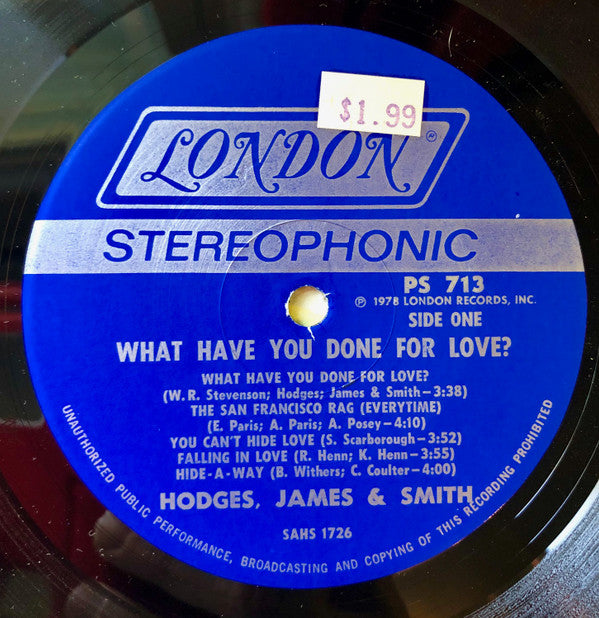 $1.99
LONDON®
STEREOPHONIC
PS 713
℗ 1978 LONDON RECORDS, INC.
SIDE ONE
WHAT HAVE YOU DONE FOR LOVE?
WHAT HAVE YOU DONE FOR LOVE?
(W.R. Stevenson; Hodges; James & Smith–3:38)
THE SAN FRANCISCO RAG (EVERYTIME)
(E. Paris; A. Paris; A. Posey–4:10)
YOU CAN'T HIDE LOVE (S. Scarborough–3:52)
FALLING IN LOVE (R. Henn; K. Henn–3:55)
HIDE-A-WAY (B. Withers; C. Coulter–4:00)
HODGES, JAMES & SMITH
SAHS 1726
UNAUTHORIZED PUBLIC PERFORMANCE, BROADCASTING AND COPYING OF THIS RECORDING PROHIBITED